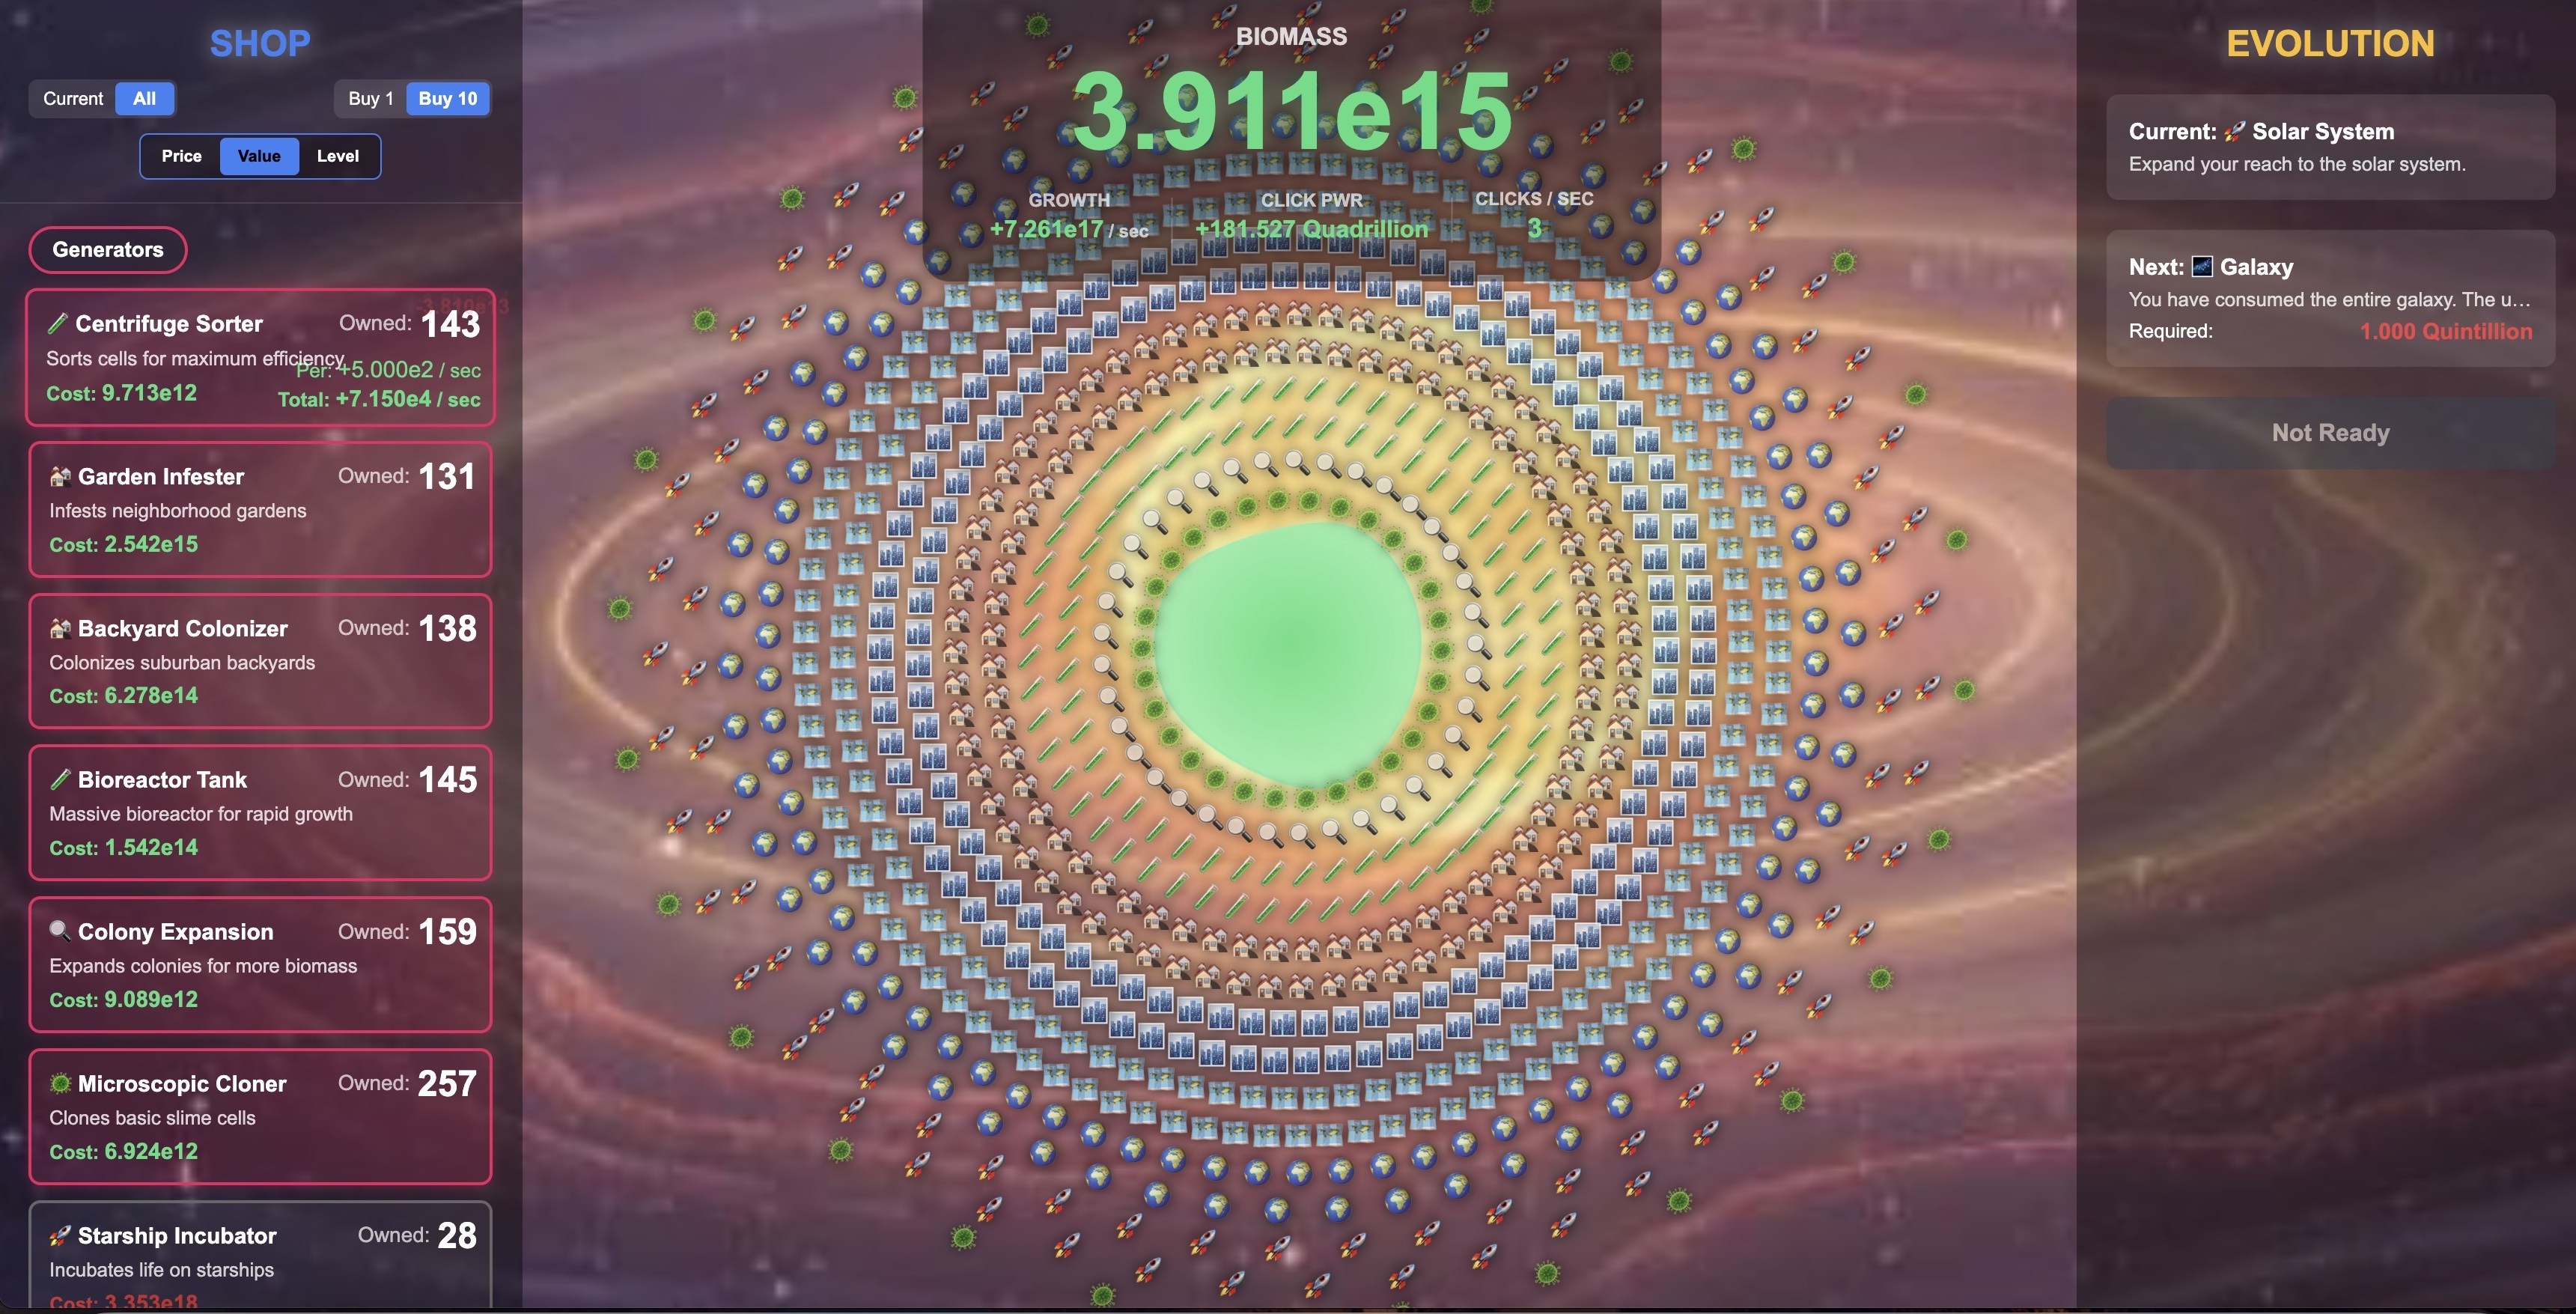 SHOP
Current All
Buy 1 Buy 10
Price Value Level
Generators
-3.810e13
Centrifuge Sorter Owned: 143
Sorts cells for maximum efficiency
Per: +5.000e2 / sec
Cost: 9.713e12
Total: +7.150e4 / sec
Garden Infester Owned: 131
Infests neighborhood gardens
Cost: 2.542e15
Backyard Colonizer Owned: 138
Colonizes suburban backyards
Cost: 6.278e14
Bioreactor Tank Owned: 145
Massive bioreactor for rapid growth
Cost: 1.542e14
Colony Expansion Owned: 159
Expands colonies for more biomass
Cost: 9.089e12
Microscopic Cloner Owned: 257
Clones basic slime cells
Cost: 6.924e12
Starship Incubator Owned: 28
Incubates life on starships
Cost: 3.353e18
BIOMASS
3.911e15
GROWTH
+7.261e17 / sec
CLICK PWR
+181.527 Quadrillion
CLICKS / SEC
3
EVOLUTION
Current: Solar System
Expand your reach to the solar system.
Next: Galaxy
You have consumed the entire galaxy. The u...
Required: 1.000 Quintillion
Not Ready